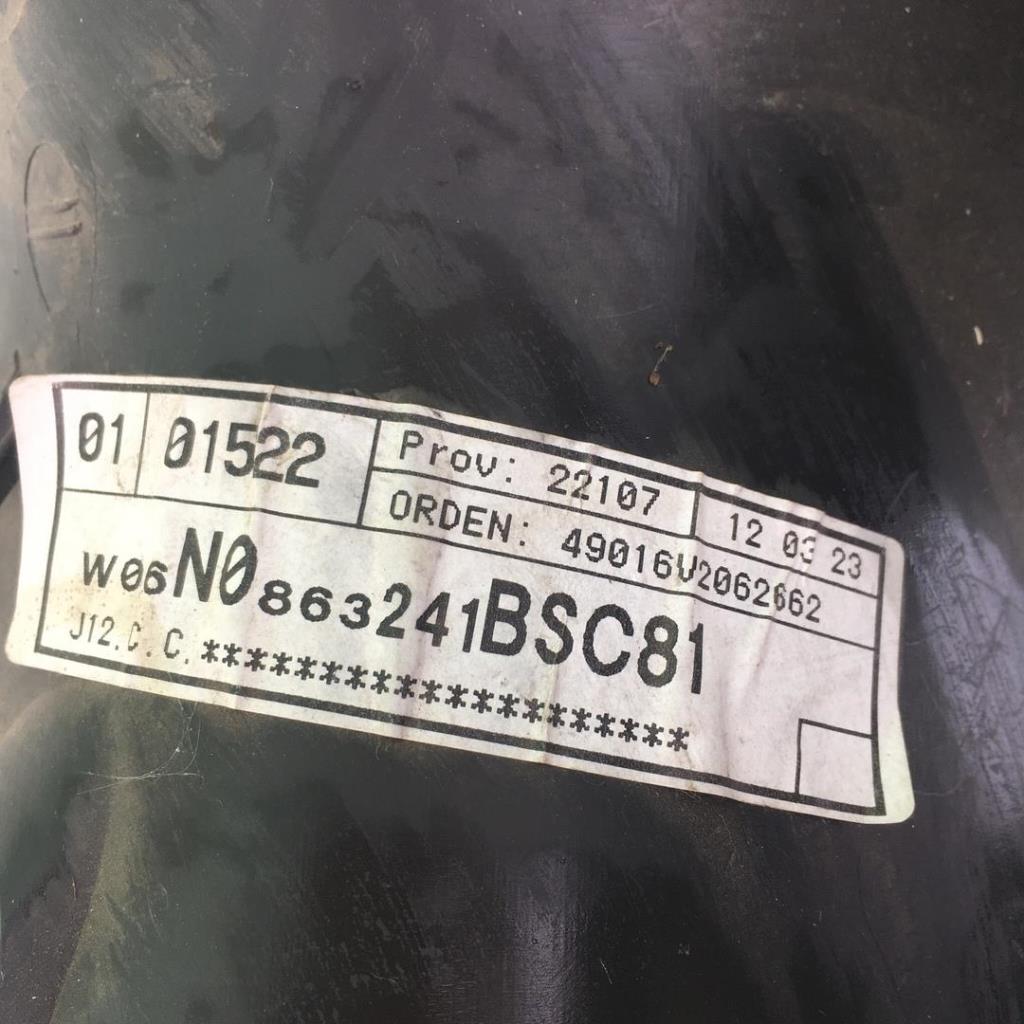 01 01522 Prov: 22107 12 03 23
ORDEN: 49016V2062662
W06N0863241BSC81
J12.C.C.********************